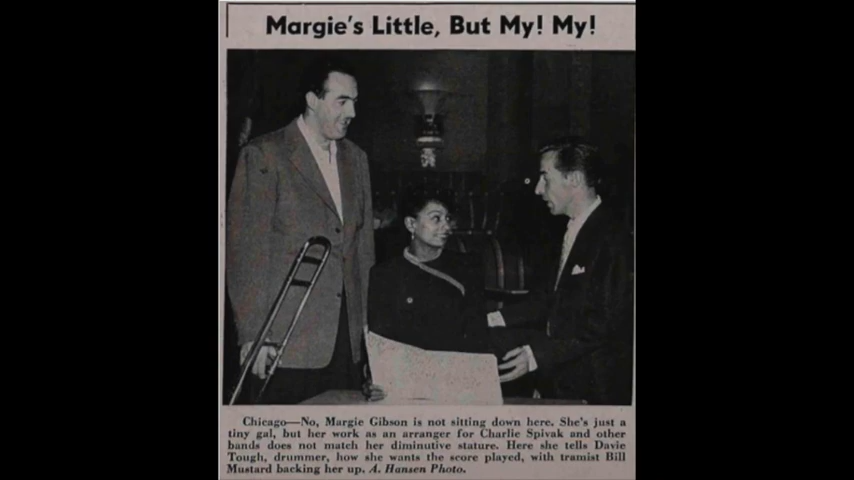 Margie's Little, But My! My!
Chicago—No, Margie Gibson is not sitting down here. She's just a
tiny gal, but her work as an arranger for Charlie Spivak and other
bands does not match her diminutive stature. Here she tells Davie
Tough, drummer, how she wants the score played, with tramist Bill
Mustard backing her up. A. Hansen Photo.